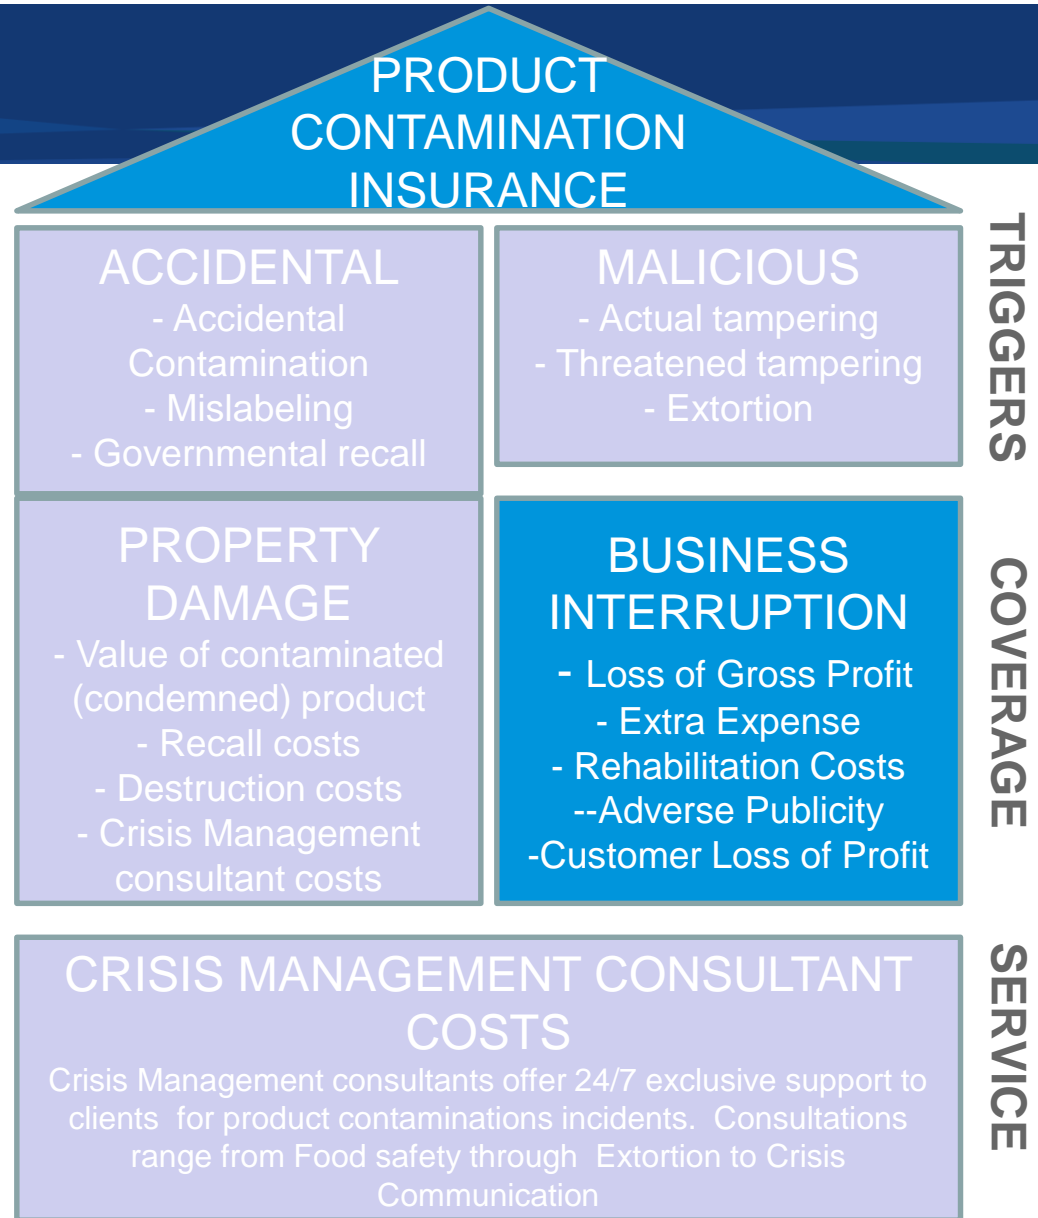 PRODUCT
CONTAMINATION
INSURANCE
ACCIDENTAL
- Accidental
Contamination
- Mislabeling
- Governmental recall
MALICIOUS
- Actual tampering
- Threatened tampering
- Extortion
TRIGGERS
PROPERTY
DAMAGE
- Value of contaminated
(condemned) product
- Recall costs
- Destruction costs
- Crisis Management
consultant costs
BUSINESS
INTERRUPTION
- Loss of Gross Profit
- Extra Expense
- Rehabilitation Costs
--Adverse Publicity
-Customer Loss of Profit
COVERAGE
CRISIS MANAGEMENT CONSULTANT
COSTS
Crisis Management consultants offer 24/7 exclusive support to
clients for product contaminations incidents. Consultations
range from Food safety through Extortion to Crisis
Communication
SERVICE